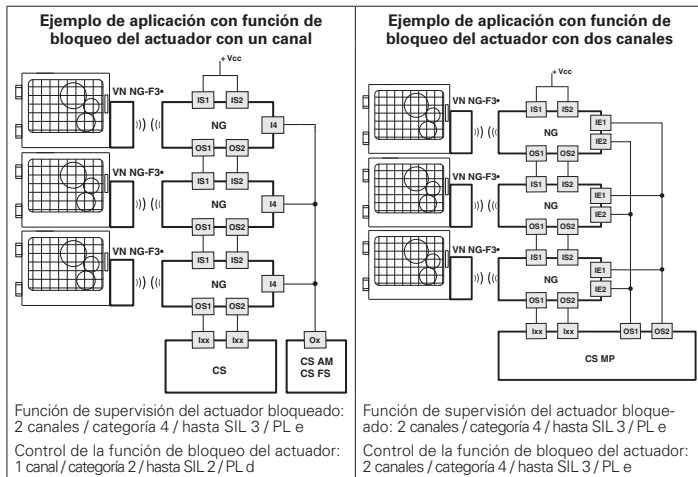 Ejemplo de aplicación con función de
bloqueo del actuador con un canal
+ Vcc
VN NG-F3•
IS1
IS2
NG
I4
OS1
OS2
VN NG-F3•
IS1
IS2
NG
I4
OS1
OS2
VN NG-F3•
IS1
IS2
NG
I4
OS1
OS2
Ixx
Ixx
Ox
CS
CS AM
CS FS
Función de supervisión del actuador bloqueado:
2 canales / categoría 4 / hasta SIL 3 / PL e
Control de la función de bloqueo del actuador:
1 canal / categoría 2 / hasta SIL 2 / PL d
Ejemplo de aplicación con función de
bloqueo del actuador con dos canales
+ Vcc
VN NG-F3•
IS1
IS2
IE1
NG
IE2
OS1
OS2
VN NG-F3•
IS1
IS2
IE1
NG
IE2
OS1
OS2
VN NG-F3•
IS1
IS2
IE1
NG
IE2
OS1
OS2
Ixx
Ixx
OS1
OS2
CS MP
Función de supervisión del actuador bloque-
ado: 2 canales / categoría 4 / hasta SIL 3 / PL e
Control de la función de bloqueo del actuador:
2 canales / categoría 4 / hasta SIL 3 / PL e